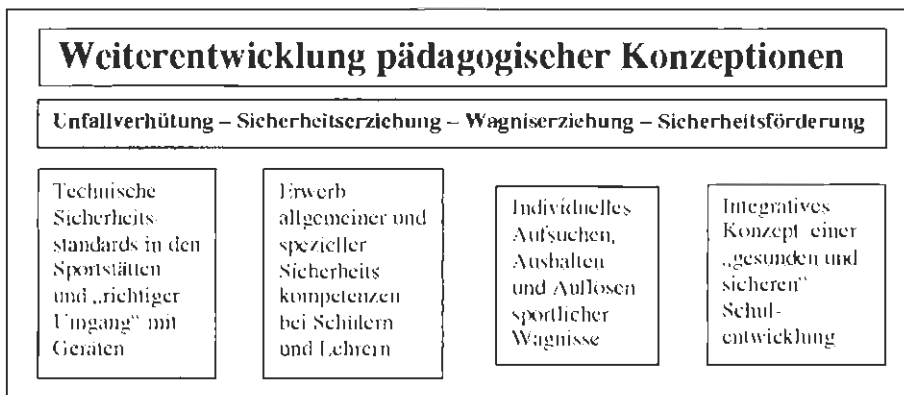 Weiterentwicklung pädagogischer Konzeptionen
Unfallverhütung – Sicherheitserziehung – Wagniserziehung – Sicherheitsförderung
Technische
Sicherheits-
standards in den
Sportstätten
und „richtiger
Umgang“ mit
Geräten
Erwerb
allgemeiner und
spezieller
Sicherheits
kompetenzen
bei Schülern
und Lehrern
Individuelles
Aufsuchen,
Aushalten
und Auflösen
sportlicher
Wagnisse
Integratives
Konzept einer
„gesunden und
sicheren“
Schul-
entwicklung